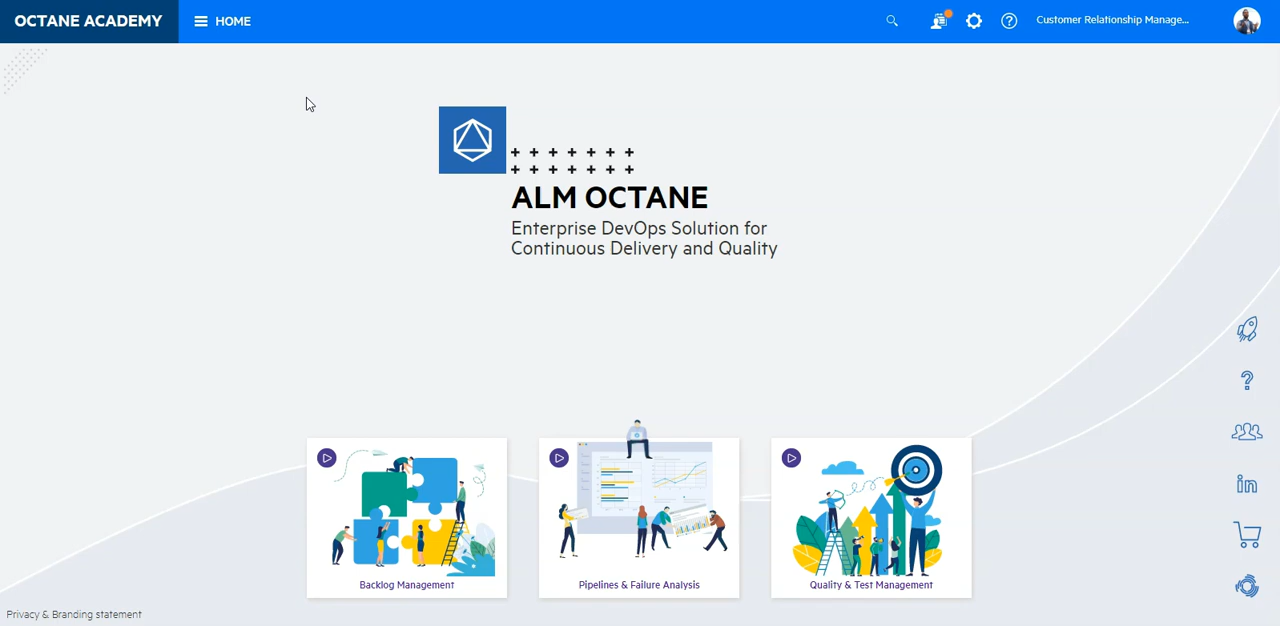 OCTANE ACADEMY
HOME
Customer Relationship Manage...
ALM OCTANE
Enterprise DevOps Solution for
Continuous Delivery and Quality
Backlog Management
Pipelines & Failure Analysis
Quality & Test Management
Privacy & Branding statement